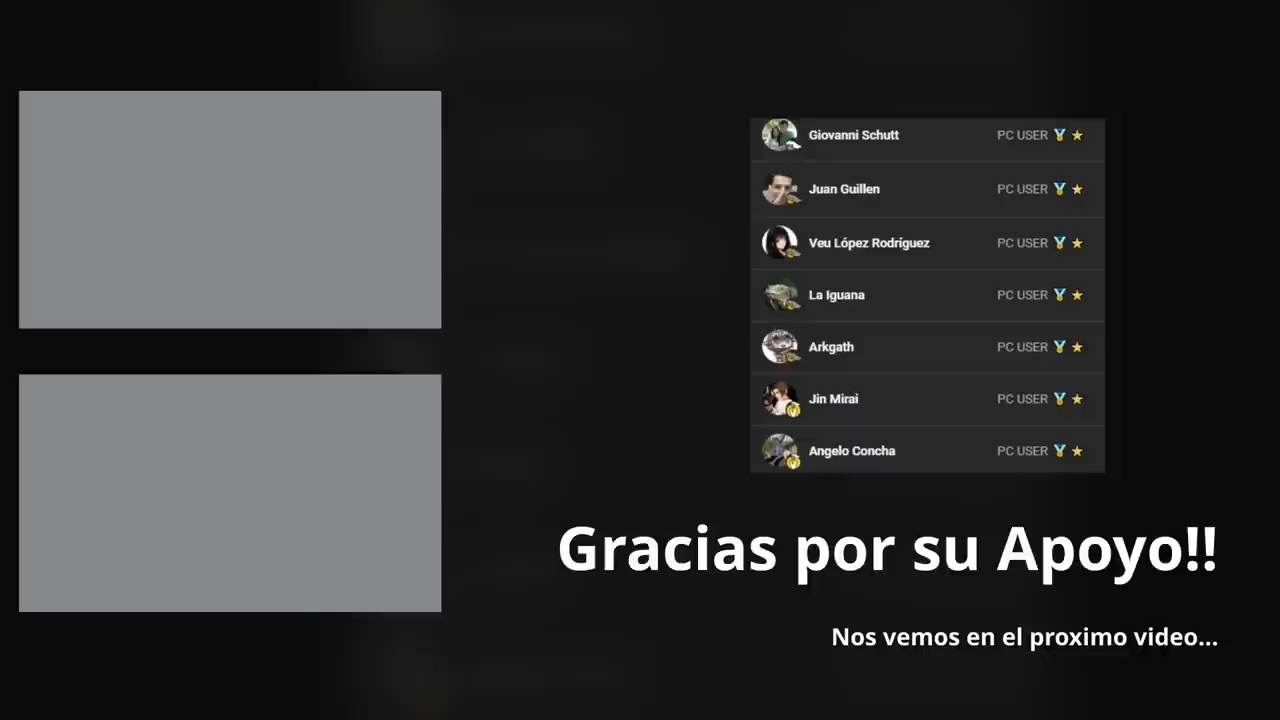 Giovanni Schutt PC USER 🏅 ⭐
Juan Guillen PC USER 🏅 ⭐
Veu López Rodríguez PC USER 🏅 ⭐
La Iguana PC USER 🏅 ⭐
Arkgath PC USER 🏅 ⭐
Jin Mirai PC USER 🏅 ⭐
Angelo Concha PC USER 🏅 ⭐
Gracias por su Apoyo!!
Nos vemos en el proximo video...